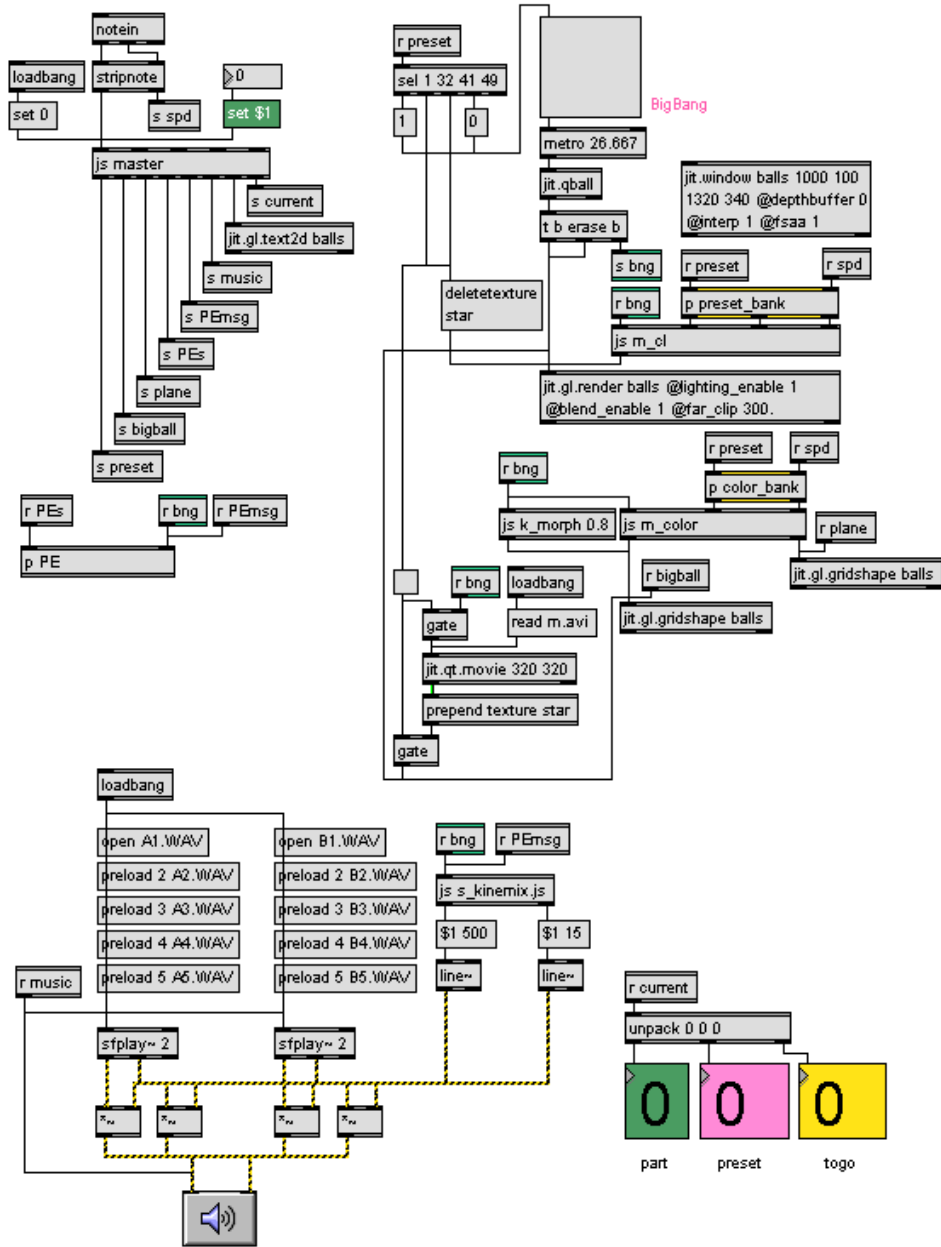 notein
loadbang
stripnote
0
set 0
s spd
set $1
js master
s current
jit.gl.text2d balls
s music
s PEmsg
s PEs
s plane
s bigball
s preset
r PEs
r bng
r PEmsg
p PE
r preset
sel 1 32 41 49
1
0
BigBang
metro 26.667
jit.qball
t b erase b
s bng
jit.window balls 1000 100
1320 340 @depthbuffer 0
@interp 1 @fsaa 1
r preset
r spd
deletetexture
star
r bng
p preset_bank
js m_cl
jit.gl.render balls @lighting_enable 1
@blend_enable 1 @far_clip 300.
r preset
r spd
r bng
p color_bank
js k_morph 0.8
js m_color
r plane
r bng
loadbang
r bigball
jit.gl.gridshape balls
gate
read m.avi
jit.gl.gridshape balls
jit.qt.movie 320 320
prepend texture star
gate
loadbang
open A1.WAV
open B1.WAV
r bng
r PEmsg
preload 2 A2.WAV
preload 2 B2.WAV
js s_kinemix.js
preload 3 A3.WAV
preload 3 B3.WAV
preload 4 A4.WAV
preload 4 B4.WAV
$1 500
$1 15
r music
preload 5 A5.WAV
preload 5 B5.WAV
line~
line~
r current
sfplay~ 2
sfplay~ 2
unpack 0 0 0
0
0
0
*~
*~
*~
*~
part
preset
togo